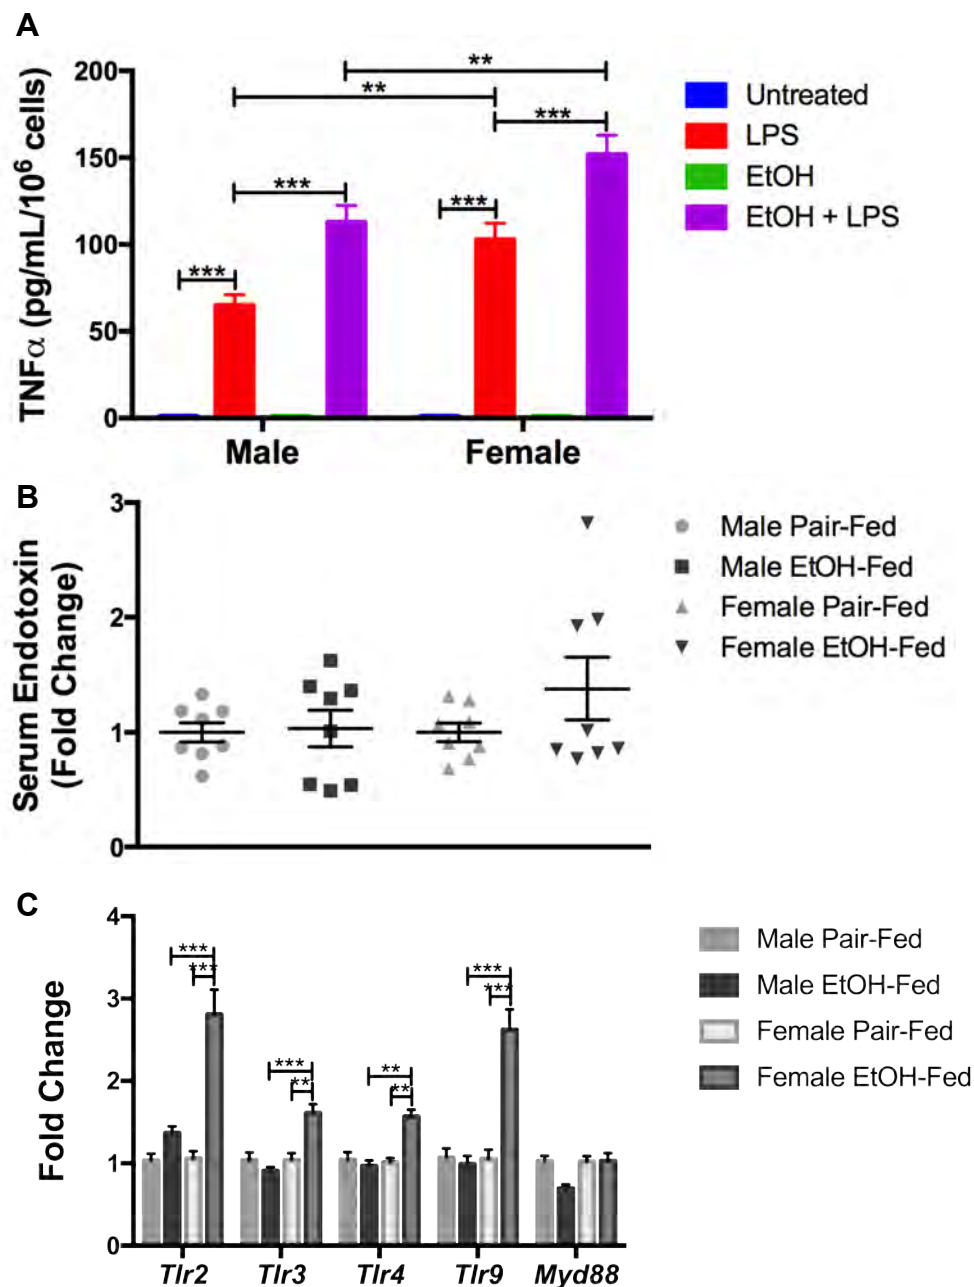 A
TNFα (pg/mL/10⁶ cells)
200
150
100
50
0
**
**
***
***
***
***
Male
Female
Untreated
LPS
EtOH
EtOH + LPS
B
Serum Endotoxin
(Fold Change)
3
2
1
0
Male Pair-Fed
Male EtOH-Fed
Female Pair-Fed
Female EtOH-Fed
C
Fold Change
4
3
2
1
0
***
***
***
**
**
**
***
***
Tlr2
Tlr3
Tlr4
Tlr9
Myd88
Male Pair-Fed
Male EtOH-Fed
Female Pair-Fed
Female EtOH-Fed